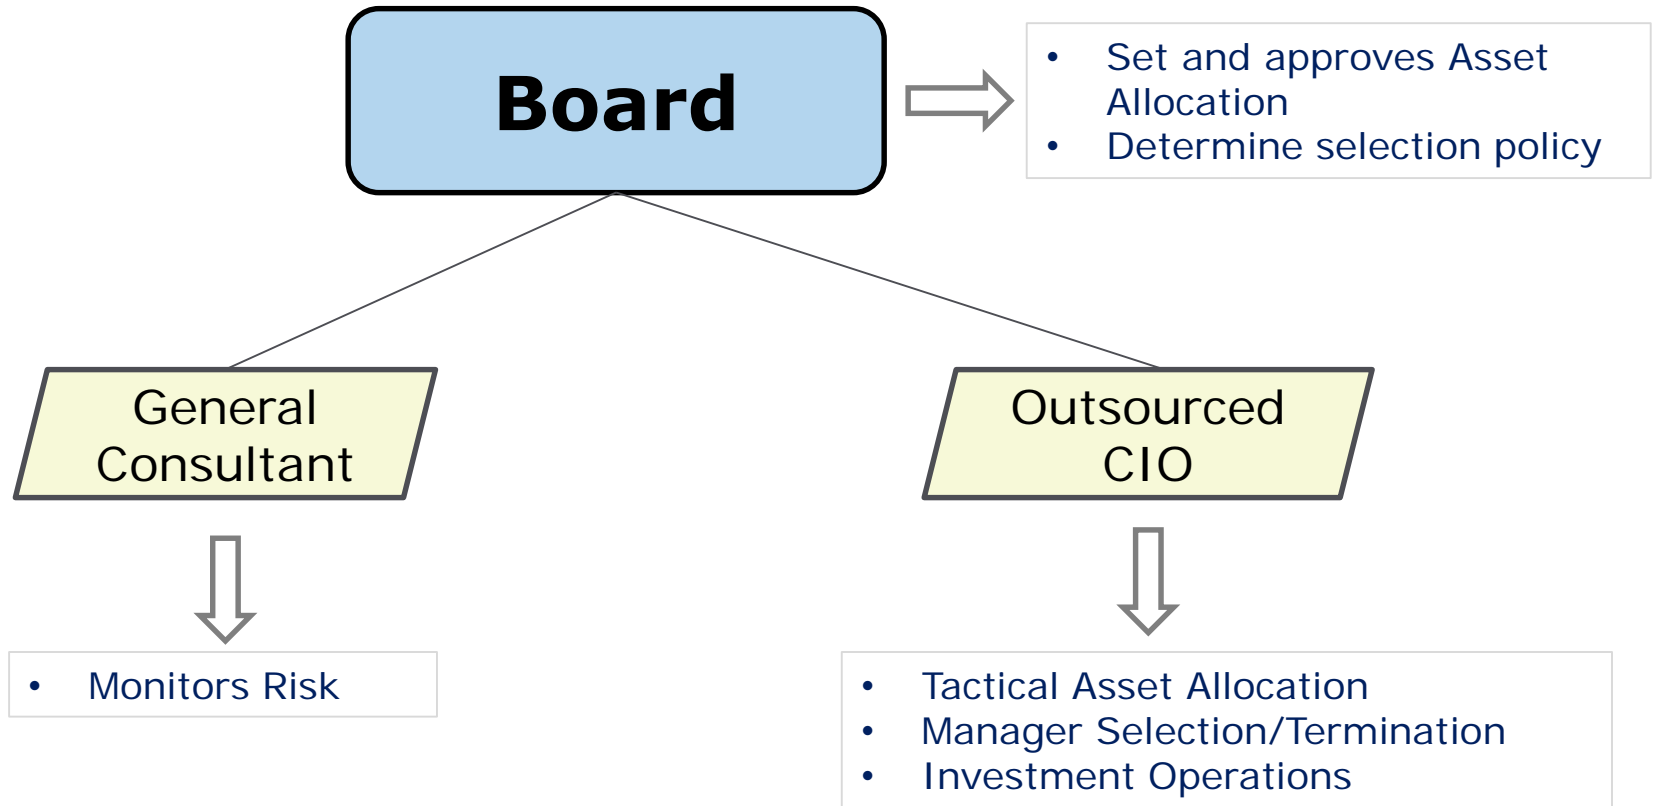 Board
• Set and approves Asset
Allocation
• Determine selection policy
General
Consultant
Outsourced
CIO
• Monitors Risk
• Tactical Asset Allocation
• Manager Selection/Termination
• Investment Operations